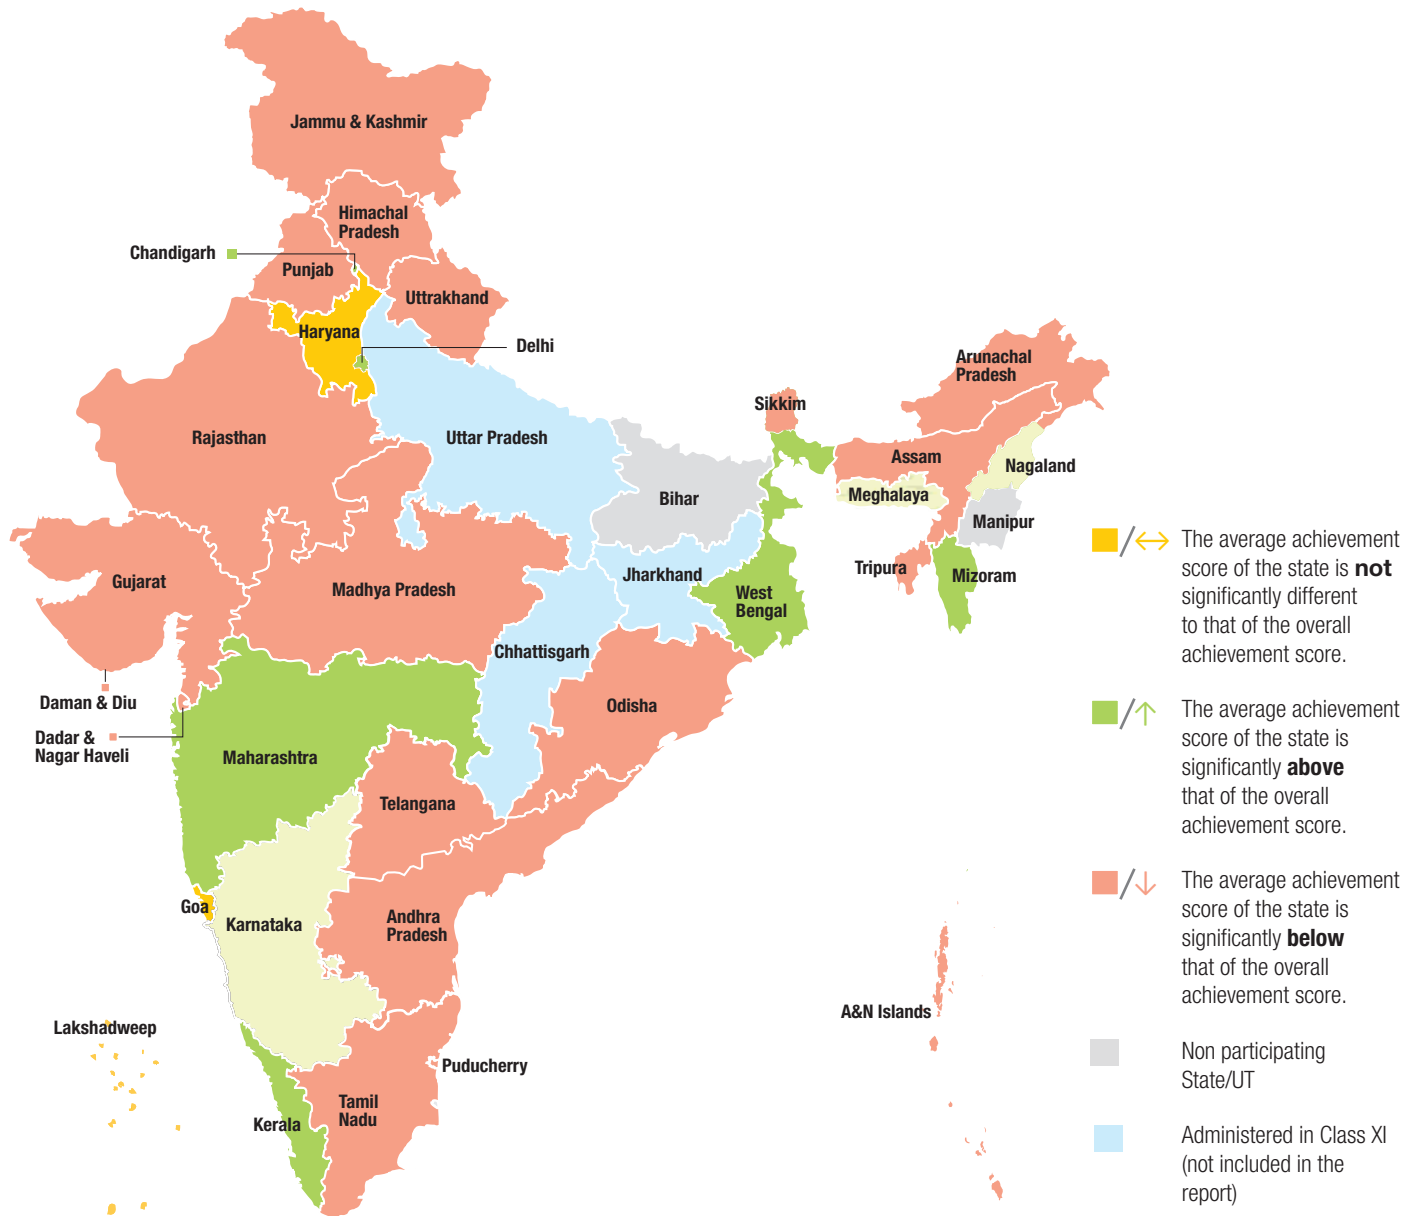 Jammu & Kashmir
Himachal
Pradesh
Chandigarh
Punjab
Uttrakhand
Haryana
Delhi
Arunachal
Pradesh
Sikkim
Rajasthan
Uttar Pradesh
Assam
Nagaland
Meghalaya
Bihar
Manipur
Tripura
Mizoram
Gujarat
Madhya Pradesh
Jharkhand
West
Bengal
Chhattisgarh
Daman & Diu
Odisha
Dadar &
Nagar Haveli
Maharashtra
Telangana
Goa
Karnataka
Andhra
Pradesh
A&N Islands
Lakshadweep
Puducherry
Tamil
Nadu
Kerala
/↔ The average achievement
score of the state is not
significantly different
to that of the overall
achievement score.
/↑ The average achievement
score of the state is
significantly above
that of the overall
achievement score.
/↓ The average achievement
score of the state is
significantly below
that of the overall
achievement score.
Non participating
State/UT
Administered in Class XI
(not included in the
report)